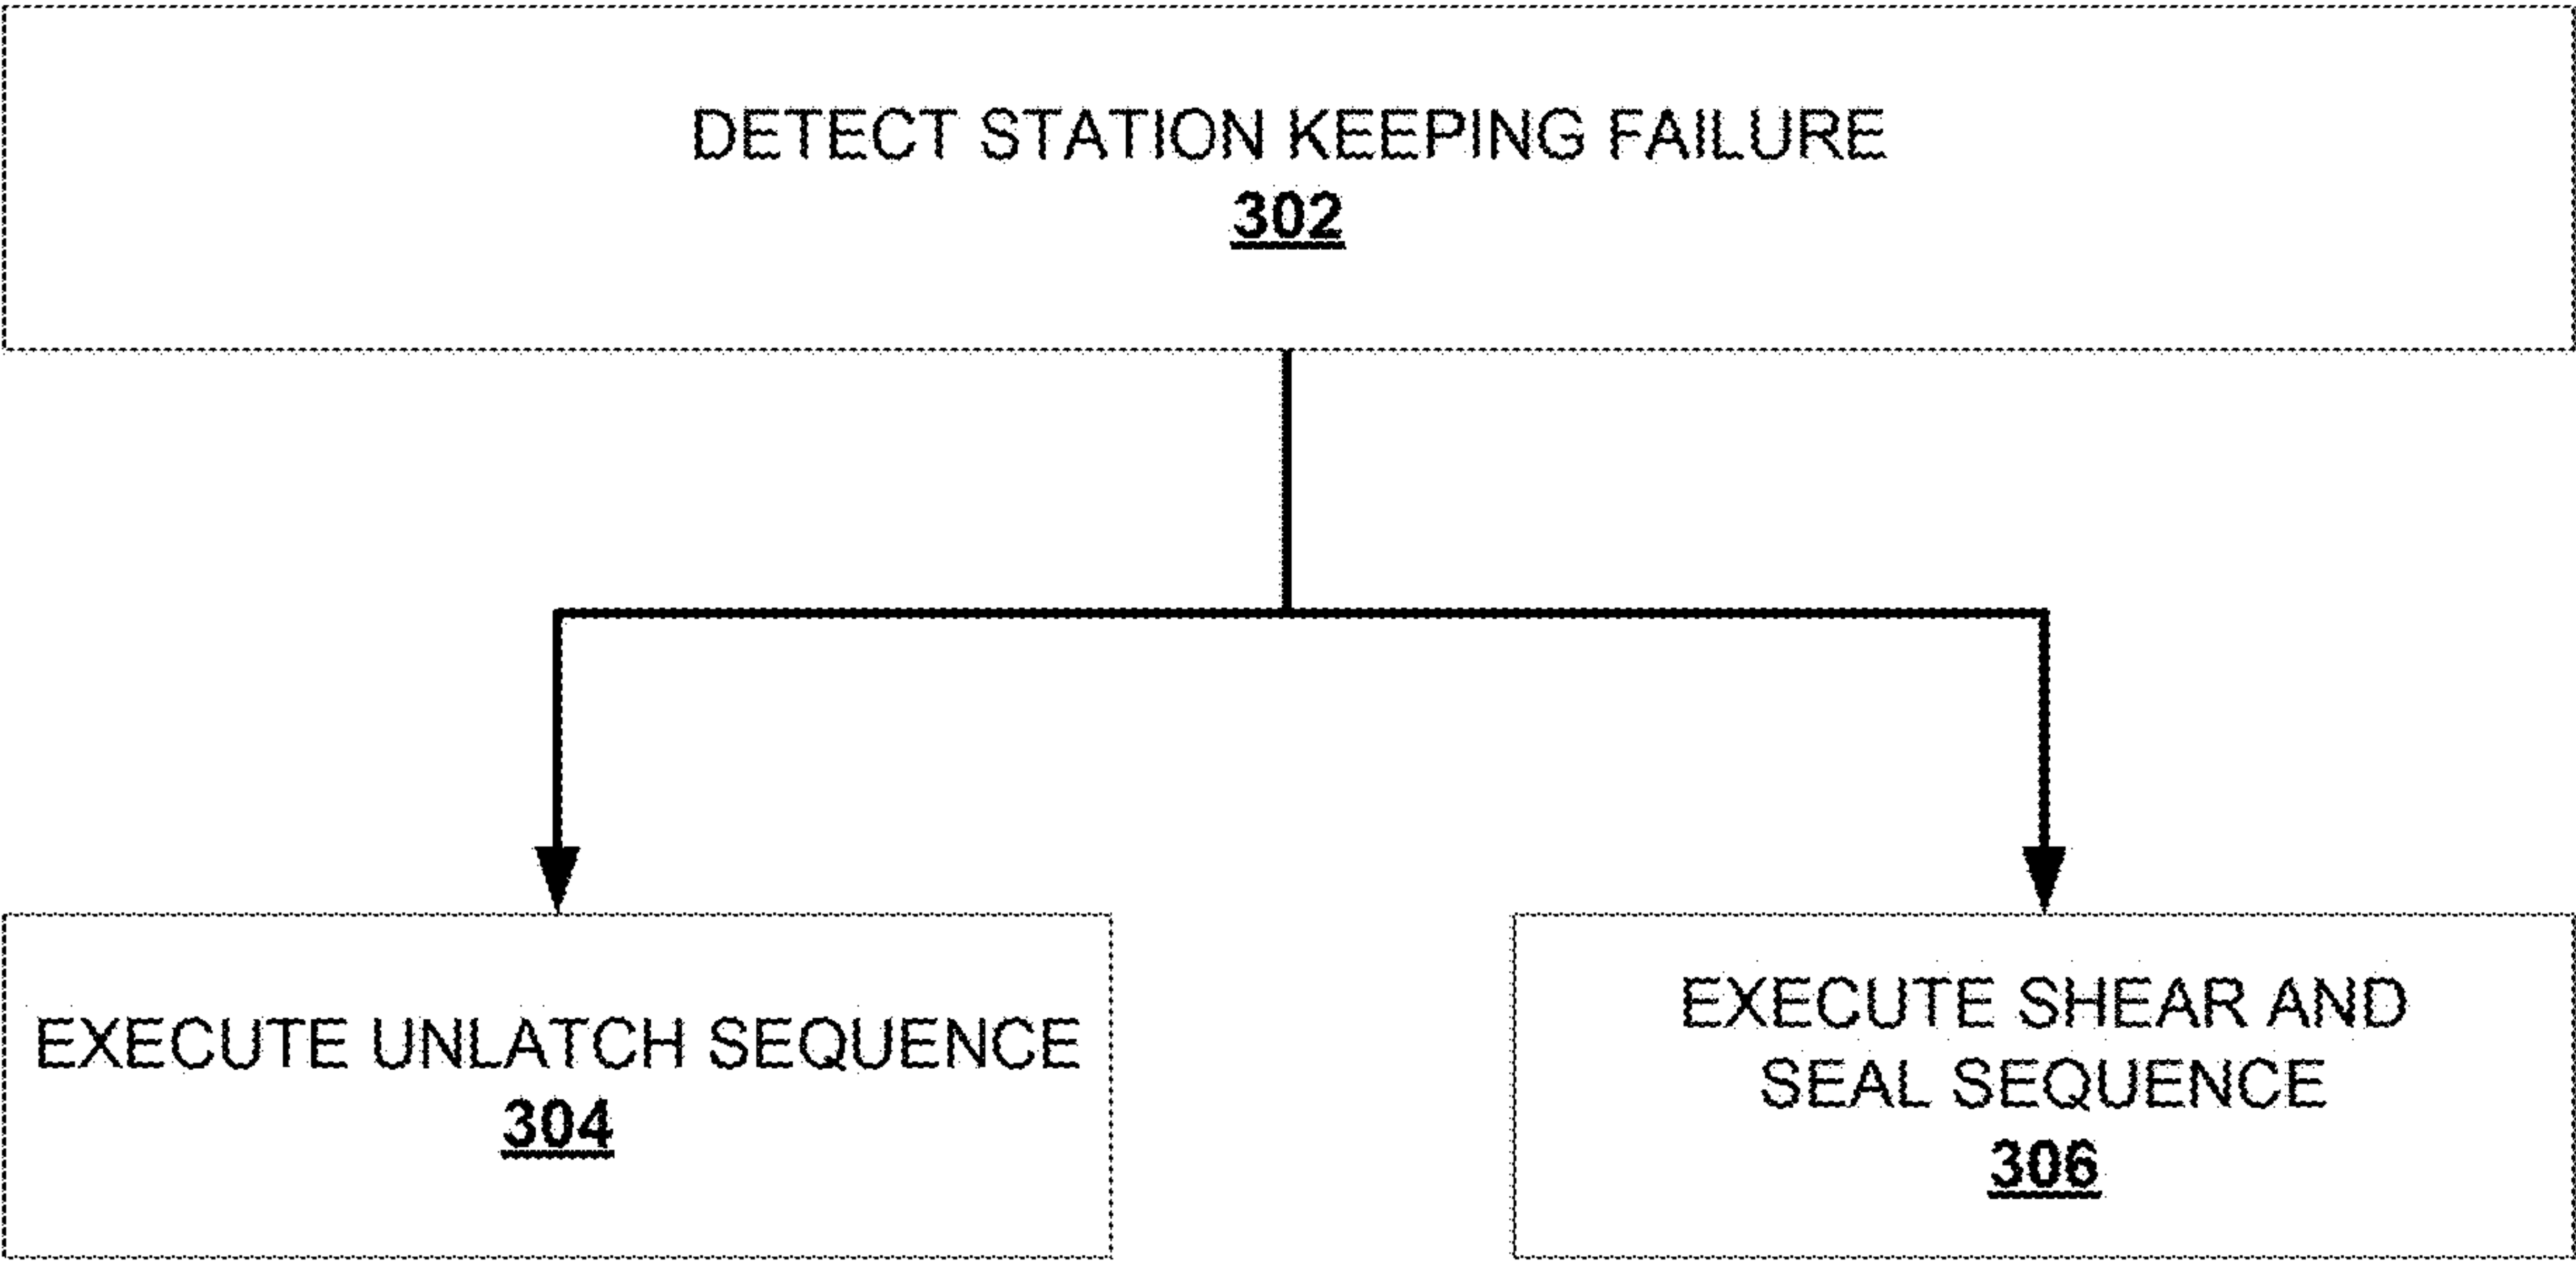 DETECT STATION KEEPING FAILURE
302
EXECUTE UNLATCH SEQUENCE
304
EXECUTE SHEAR AND
SEAL SEQUENCE
306